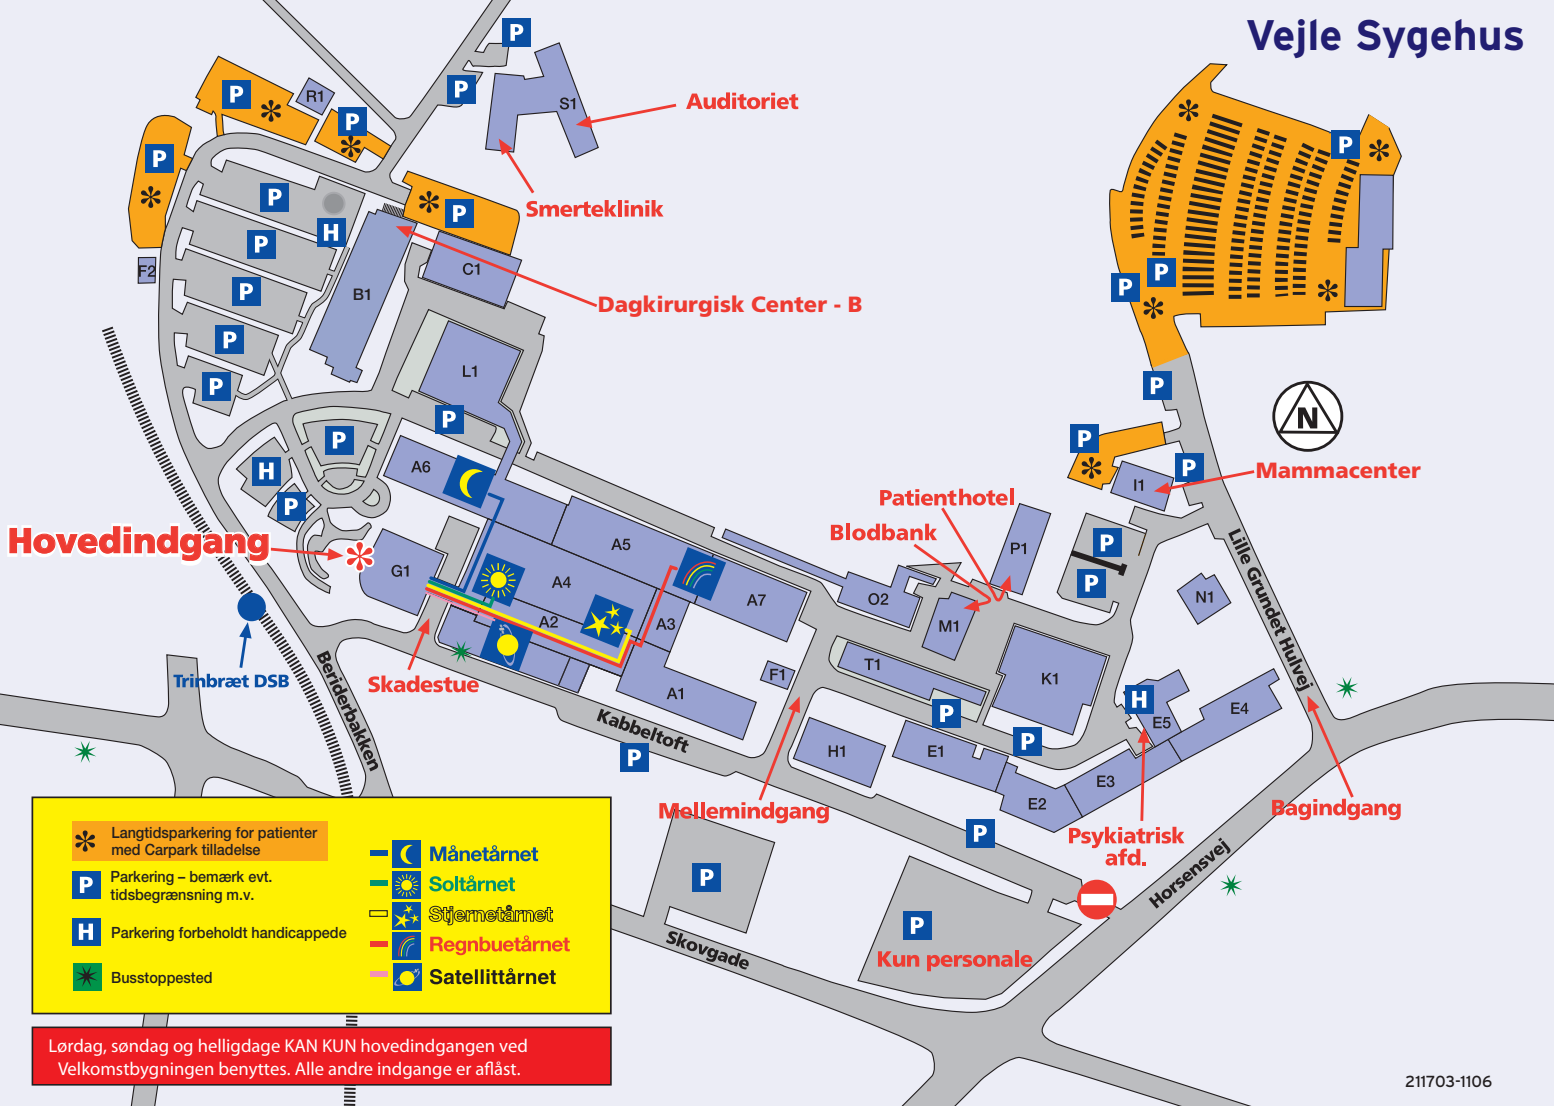 Vejle Sygehus
P
P
P
R1
P
P
S1
Auditoriet
P
P
P
H
P
Smerteklinik
P
C1
F2
P
B1
Dagkirurgisk Center - B
P
P
P
P
L1
P
P
P
N
A6
H
P
P
P
I1
Mammacenter
Patienthotel
Blodbank
Hovedindgang
G1
A5
A4
A7
A2
A3
O2
P1
M1
P
P
N1
Lille Grundet Hulvej
T1
K1
F1
A1
Trinbræt DSB
Beriderbakken
Skadestue
Kabbeltoft
P
P
P
H
E5
E4
H1
E1
E2
E3
Mellemindgang
Psykiatrisk
afd.
Bagindgang
P
Horsensvej
P
P
Kun personale
Skovgade
Langtidsparkering for patienter
med Carpark tilladelse
P
Parkering – bemærk evt.
tidsbegrænsning m.v.
H
Parkering forbeholdt handicappede
Busstoppested
Månetårnet
Soltårnet
Stjernetårnet
Regnbuetårnet
Satellittårnet
Lørdag, søndag og helligdage KAN KUN hovedindgangen ved
Velkomstbygningen benyttes. Alle andre indgange er aflåst.
211703-1106